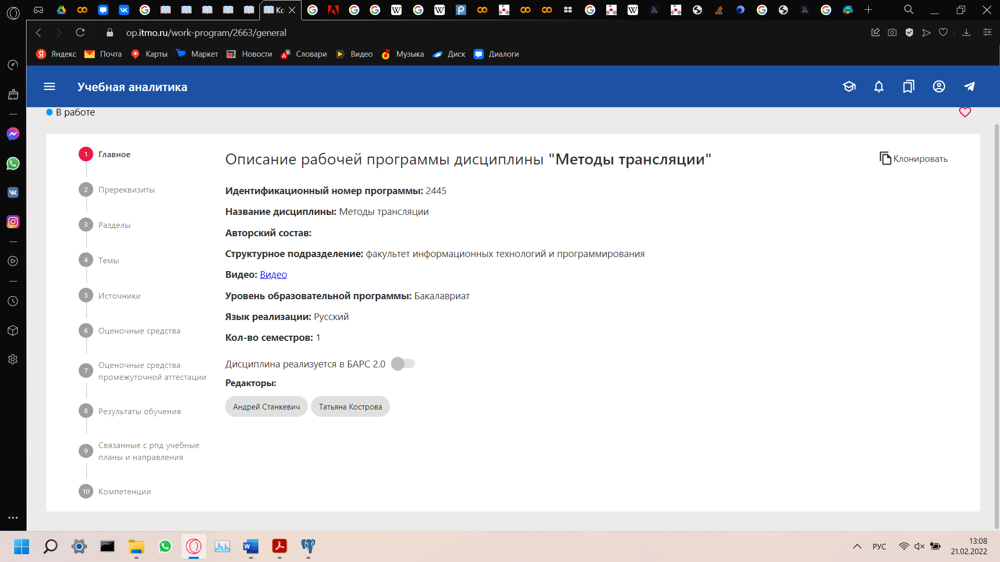 Кс
op.itmo.ru/work-program/2663/general
Яндекс Почта Карты Маркет Новости Словари Видео Музыка Диск Диалоги
Учебная аналитика
В работе
1 Главное
2 Пререквизиты
3 Разделы
4 Темы
5 Источники
6 Оценочные средства
7 Оценочные средства
промежуточной аттестации
8 Результаты обучения
9 Связанные с рпд учебные
планы и направления
10 Компетенции
Описание рабочей программы дисциплины "Методы трансляции"
Клонировать
Идентификационный номер программы: 2445
Название дисциплины: Методы трансляции
Авторский состав:
Структурное подразделение: факультет информационных технологий и программирования
Видео: Видео
Уровень образовательной программы: Бакалавриат
Язык реализации: Русский
Кол-во семестров: 1
Дисциплина реализуется в БАРС 2.0
Редакторы:
Андрей Станкевич Татьяна Кострова
РУС
13:08
21.02.2022